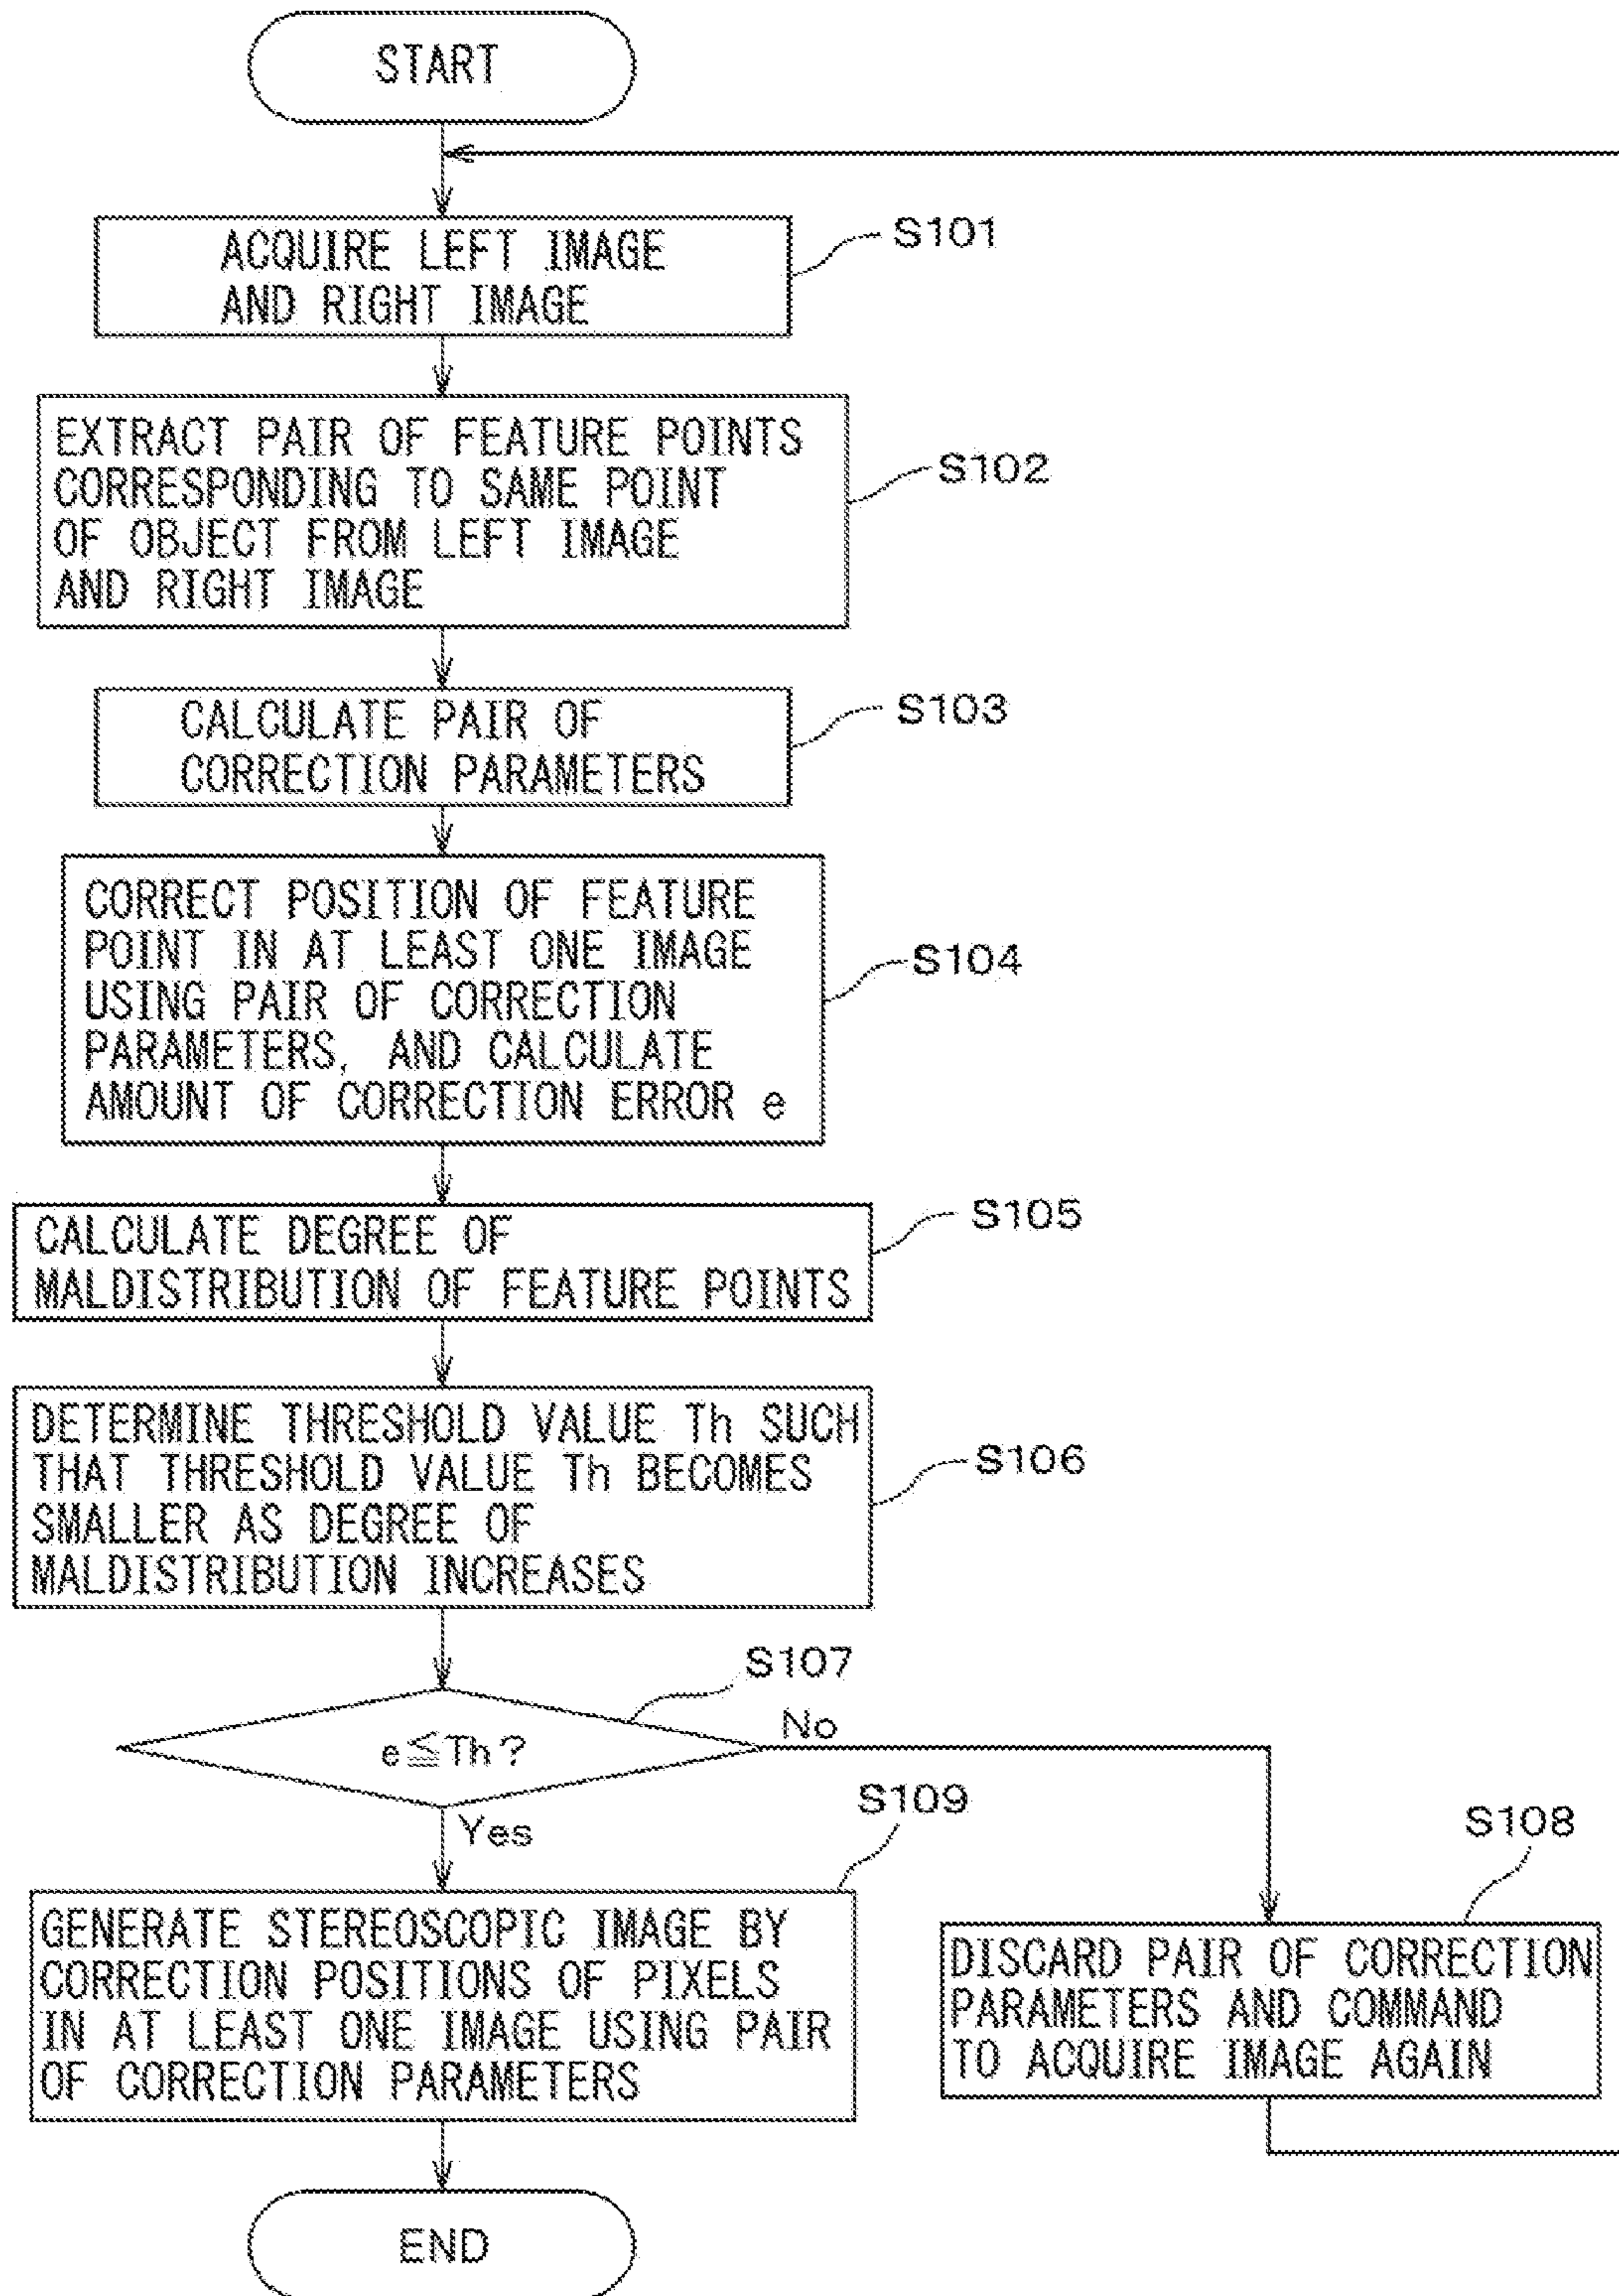 START
ACQUIRE LEFT IMAGE
AND RIGHT IMAGE
S101
EXTRACT PAIR OF FEATURE POINTS
CORRESPONDING TO SAME POINT
OF OBJECT FROM LEFT IMAGE
AND RIGHT IMAGE
S102
CALCULATE PAIR OF
CORRECTION PARAMETERS
S103
CORRECT POSITION OF FEATURE
POINT IN AT LEAST ONE IMAGE
USING PAIR OF CORRECTION
PARAMETERS, AND CALCULATE
AMOUNT OF CORRECTION ERROR e
S104
CALCULATE DEGREE OF
MALDISTRIBUTION OF FEATURE POINTS
S105
DETERMINE THRESHOLD VALUE Th SUCH
THAT THRESHOLD VALUE Th BECOMES
SMALLER AS DEGREE OF
MALDISTRIBUTION INCREASES
S106
S107
e≦Th?
No
Yes
S109
GENERATE STEREOSCOPIC IMAGE BY
CORRECTION POSITIONS OF PIXELS
IN AT LEAST ONE IMAGE USING PAIR
OF CORRECTION PARAMETERS
S108
DISCARD PAIR OF CORRECTION
PARAMETERS AND COMMAND
TO ACQUIRE IMAGE AGAIN
END